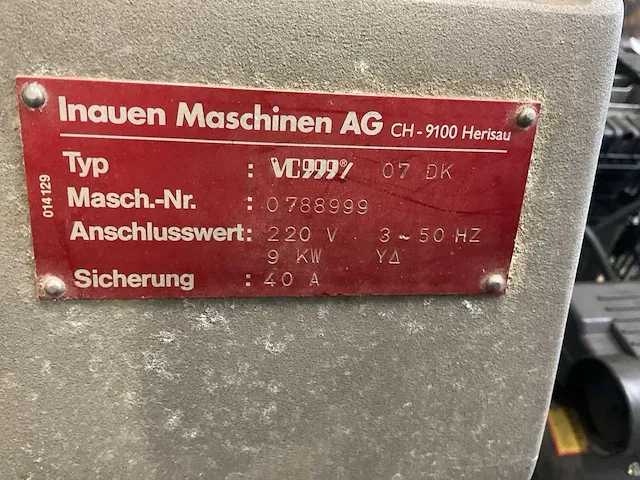 Inauen Maschinen AG CH-9100 Herisau
Typ : VC999® 07 DK
Masch.-Nr. : 0788999
Anschlusswert: 220 V 3~50 HZ
9 KW Y∆
Sicherung : 40 A
014129